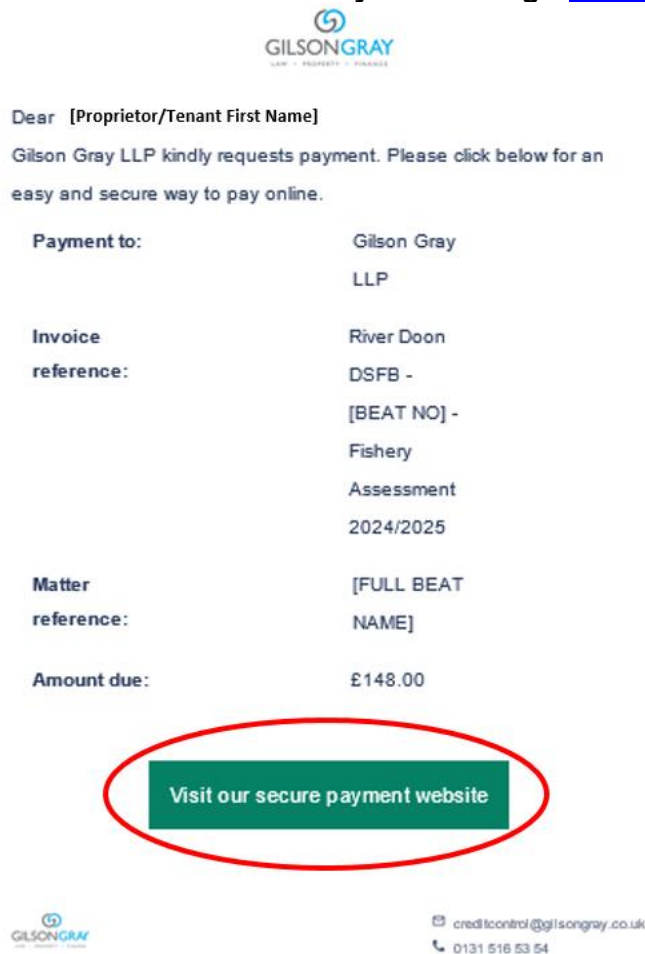 GILSONGRAY
LAW • PROPERTY • FINANCE
Dear [Proprietor/Tenant First Name]
Gilson Gray LLP kindly requests payment. Please click below for an
easy and secure way to pay online.
Payment to: Gilson Gray
LLP
Invoice River Doon
reference: DSFB -
[BEAT NO] -
Fishery
Assessment
2024/2025
Matter [FULL BEAT
reference: NAME]
Amount due: £148.00
Visit our secure payment website
GILSONGRAY
creditcontrol@gilsongray.co.uk
0131 516 53 54